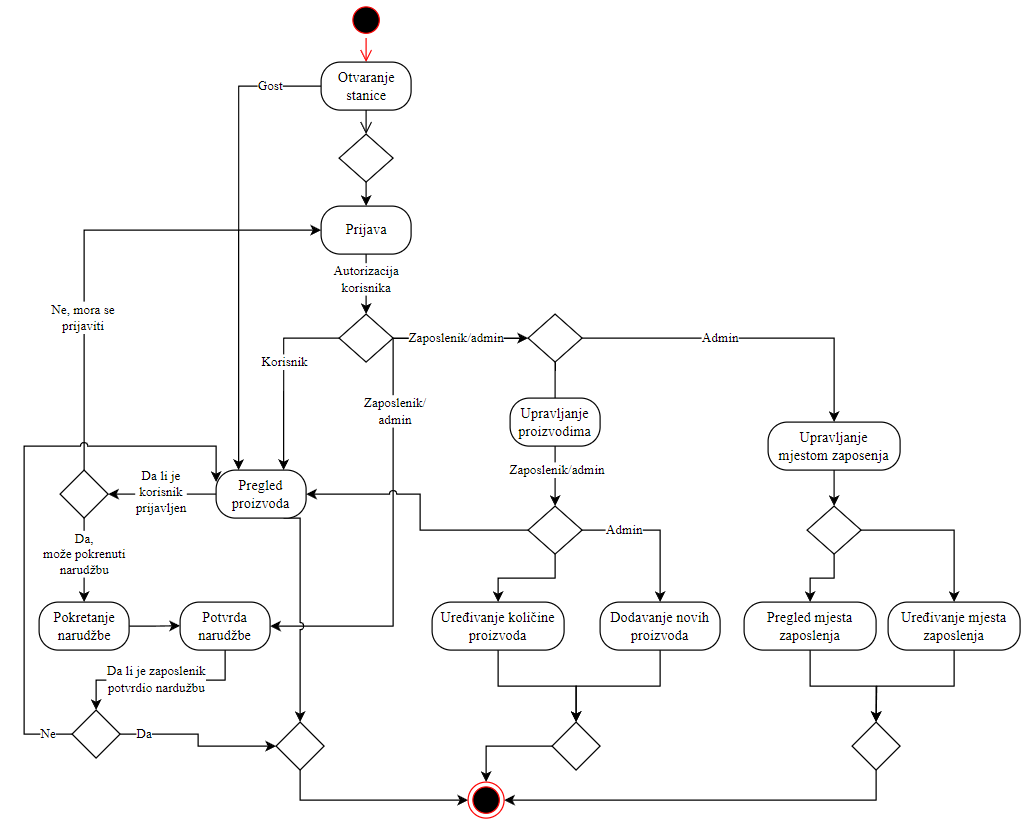 Otvaranje
stanice
Gost
Prijava
Autorizacija
korisnika
Ne, mora se
prijaviti
Zaposlenik/admin
Admin
Korisnik
Zaposlenik/
admin
Upravljanje
proizvodima
Upravljanje
mjestom zaposenja
Zaposlenik/admin
Da li je
korisnik
prijavljen
Pregled
proizvoda
Admin
Da,
može pokrenuti
narudžbu
Pokretanje
narudžbe
Potvrda
narudžbe
Uređivanje količine
proizvoda
Dodavanje novih
proizvoda
Pregled mjesta
zaposlenja
Uređivanje mjesta
zaposlenja
Da li je zaposlenik
potvrdio nardužbu
Ne
Da